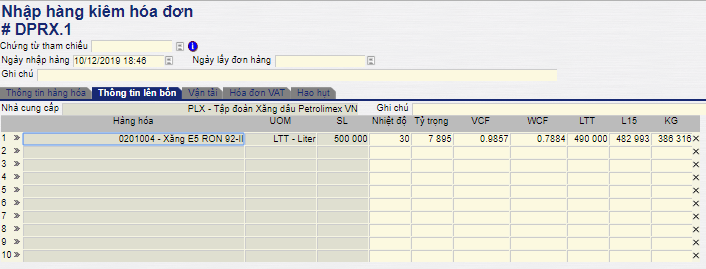 Nhập hàng kiêm hóa đơn
# DPRX.1
Chứng từ tham chiếu
Ngày nhập hàng 10/12/2019 18:46 Ngày lấy đơn hàng
Ghi chú
Thông tin hàng hóa Thông tin lên bồn Vận tải Hóa đơn VAT Hao hụt
Nhà cung cấp PLX - Tập đoàn Xăng dầu Petrolimex VN Ghi chú
Hàng hóa UOM SL Nhiệt độ Tỷ trọng VCF WCF LTT L15 KG
1 » 0201004 - Xăng E5 RON 92-II LTT - Liter 500 000 30 7 895 0.9857 0.7884 490 000 482 993 386 316 ×
2 » ×
3 » ×
4 » ×
5 » ×
6 » ×
7 » ×
8 » ×
9 » ×
10 » ×